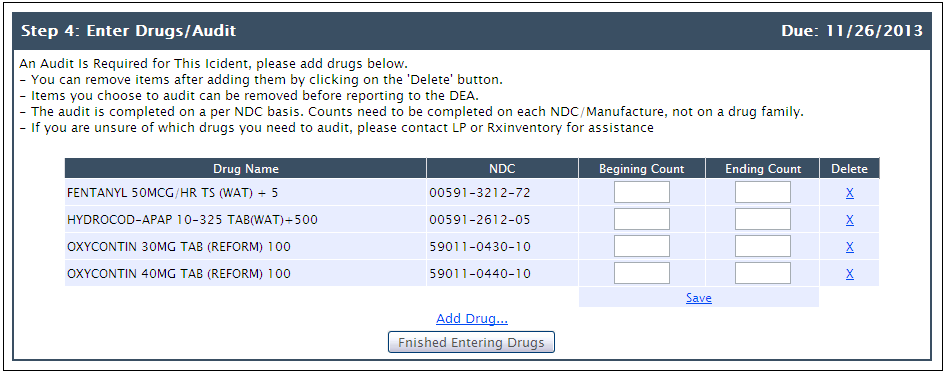 Step 4: Enter Drugs/Audit Due: 11/26/2013
An Audit Is Required for This Icident, please add drugs below.
- You can remove items after adding them by clicking on the 'Delete' button.
- Items you choose to audit can be removed before reporting to the DEA.
- The audit is completed on a per NDC basis. Counts need to be completed on each NDC/Manufacture, not on a drug family.
- If you are unsure of which drugs you need to audit, please contact LP or Rxinventory for assistance
Drug Name NDC Begining Count Ending Count Delete
FENTANYL 50MCG/HR TS (WAT) + 5 00591-3212-72 X
HYDROCOD-APAP 10-325 TAB(WAT)+500 00591-2612-05 X
OXYCONTIN 30MG TAB (REFORM) 100 59011-0430-10 X
OXYCONTIN 40MG TAB (REFORM) 100 59011-0440-10 X
Save
Add Drug...
Fnished Entering Drugs